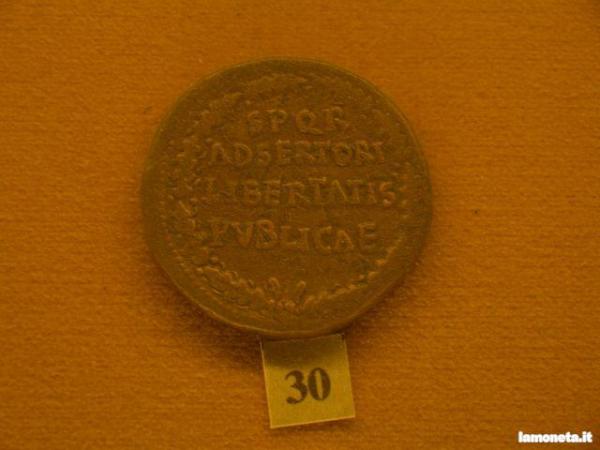 SPQR
ADSERTORI
LIBERTATIS
PVBLICAE
30
lamoneta.it